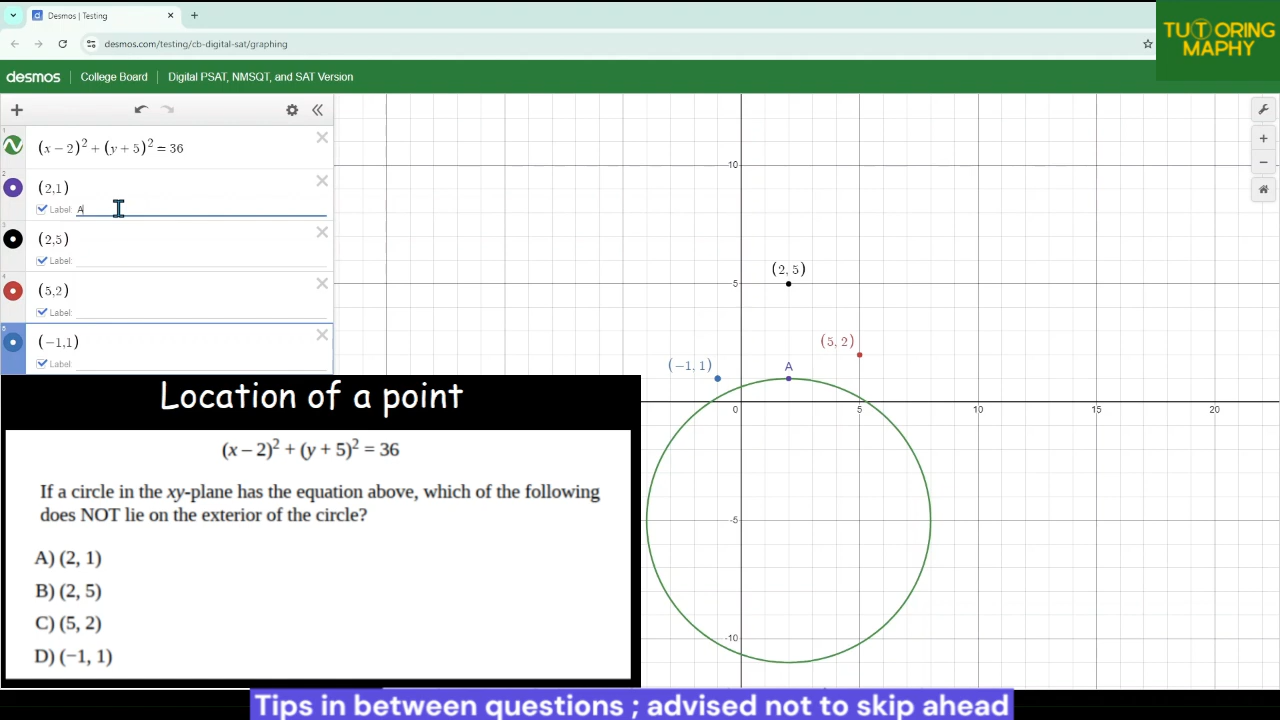 Desmos | Testing
desmos.com/testing/cb-digital-sat/graphing
TUTORING
MAPHY
desmos
College Board
Digital PSAT, NMSQT, and SAT Version
1
(x − 2)² + (y + 5)² = 36
2
(2,1)
Label: A
3
(2,5)
Label:
4
(5,2)
Label:
5
(−1,1)
Label:
10
5
0
5
10
15
20
-5
-10
(2, 5)
(5, 2)
(−1, 1)
A
Location of a point
(x – 2)² + (y + 5)² = 36
If a circle in the xy-plane has the equation above, which of the following
does NOT lie on the exterior of the circle?
A) (2, 1)
B) (2, 5)
C) (5, 2)
D) (−1, 1)
Tips in between questions ; advised not to skip ahead